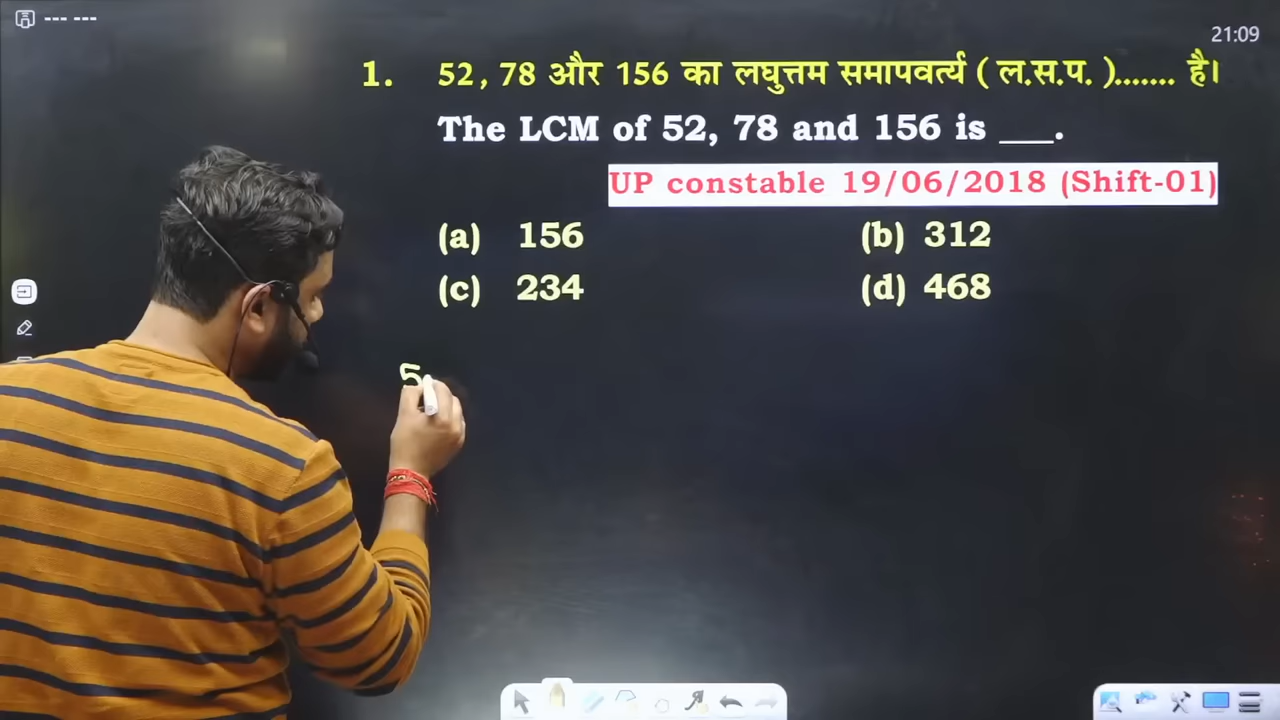 --- ---
21:09
1. 52, 78 और 156 का लघुत्तम समापवर्त्य ( ल.स.प. )....... है।
The LCM of 52, 78 and 156 is ___.
UP constable 19/06/2018 (Shift-01)
(a) 156 (b) 312
(c) 234 (d) 468
5